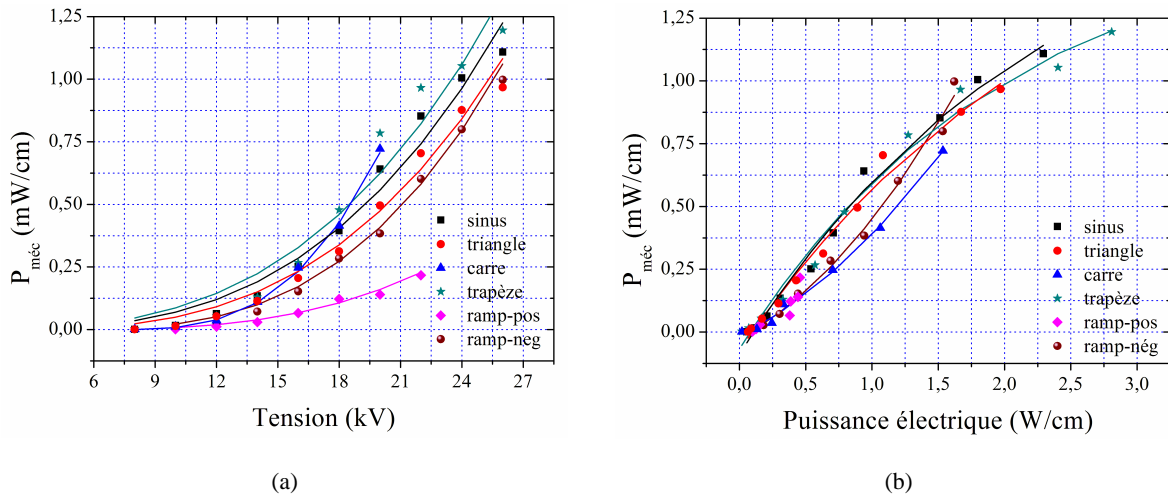 (a)
1,25
1,00
0,75
0,50
0,25
0,00
P méc (mW/cm)
6 9 12 15 18 21 24 27
Tension (kV)
sinus
triangle
carre
trapèze
ramp-pos
ramp-neg
(b)
1,25
1,00
0,75
0,50
0,25
0,00
P méc (mW/cm)
0,0 0,5 1,0 1,5 2,0 2,5 3,0
Puissance électrique (W/cm)
sinus
triangle
carre
trapèze
ramp-pos
ramp-nég
(a)
(b)